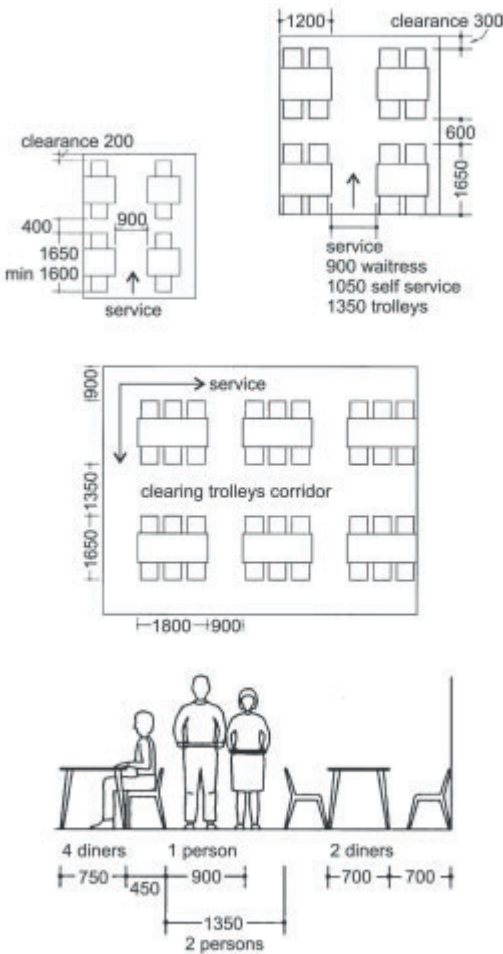 1200
clearance 300
600
1650
service
900 waitress
1050 self service
1350 trolleys
clearance 200
400
900
1650
min 1600
service
900
service
1350
clearing trolleys corridor
1650
1800
900
4 diners
1 person
2 diners
750
450
900
700
700
1350
2 persons